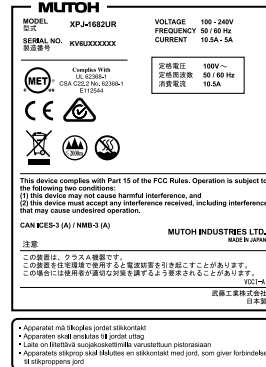 MUTOH
MODEL XPJ-1682UR
型式
SERIAL NO. KV6UXXXXXX
製造番号
VOLTAGE 100 - 240V
FREQUENCY 50 / 60 Hz
CURRENT 10.5A - 5A
定格電圧 100V～
定格周波数 50 / 60 Hz
消費電流 10.5A
MET
Complies With
UL 62368-1
CSA C22.2 No. 62368-1
E112544
2000m
This device complies with Part 15 of the FCC Rules. Operation is subject to
the following two conditions:
(1) this device may not cause harmful interference, and
(2) this device must accept any interference received, including interference
that may cause undesired operation.
CAN ICES-3 (A) / NMB-3 (A)
MUTOH INDUSTRIES LTD.
MADE IN JAPAN
注意
この装置は、クラスA機器です。
この装置を住宅環境で使用すると電波妨害を引き起こすことがあります。
この場合には使用者が適切な対策を講ずるよう要求されることがあります。
VCCI-A
武藤工業株式会社
日本製
• Apparatet må tilkoples jordet stikkontakt
• Apparaten skall anslutas till jordat uttag
• Laite on liitettävä suojakoskettimilla varustettuun pistorasiaan
• Apparatets stikprop skal tilsluttes en stikkontakt med jord, som giver forbindelse
til stikproppens jord